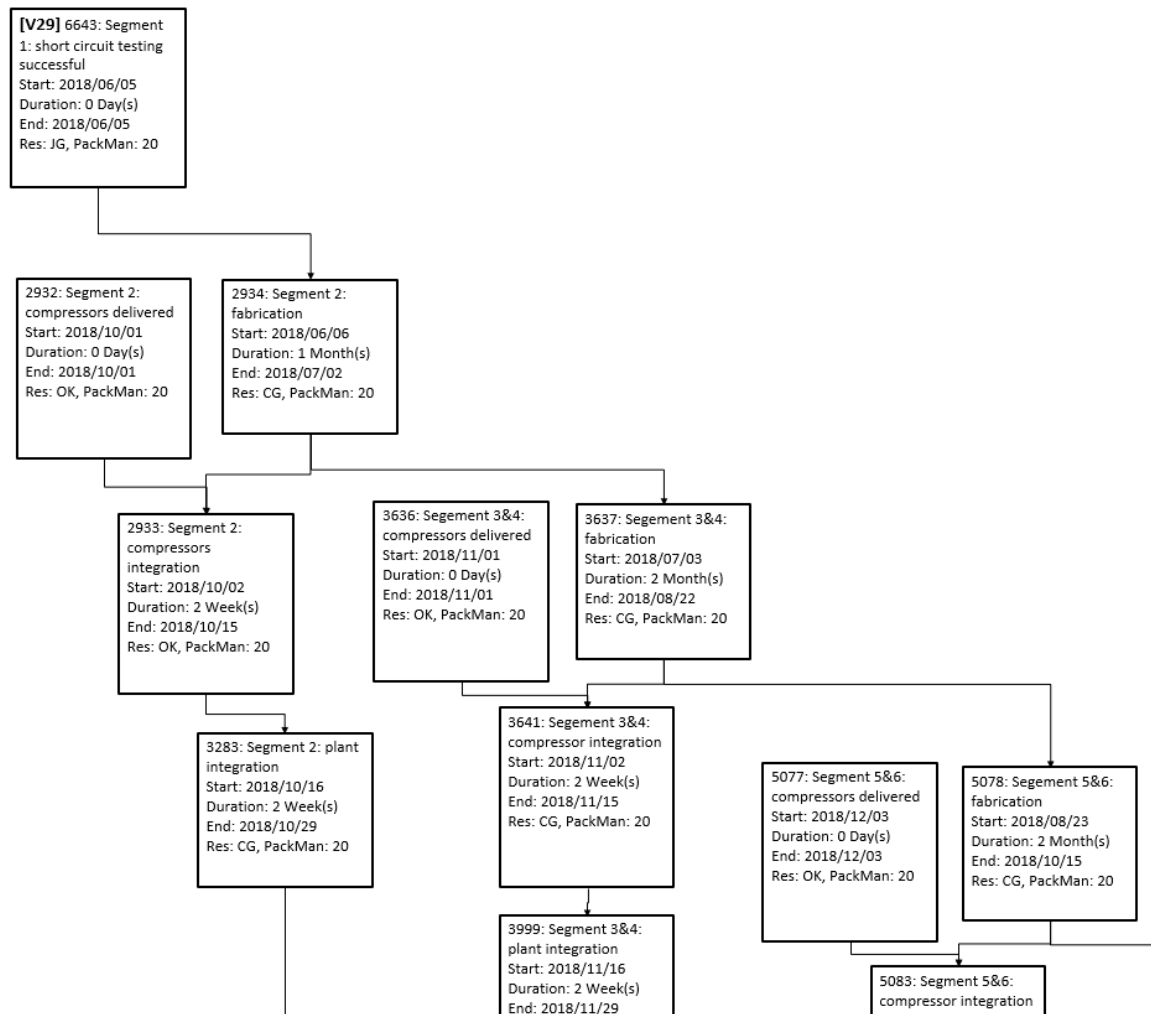 [V29] 6643: Segment
1: short circuit testing
successful
Start: 2018/06/05
Duration: 0 Day(s)
End: 2018/06/05
Res: JG, PackMan: 20
2932: Segment 2:
compressors delivered
Start: 2018/10/01
Duration: 0 Day(s)
End: 2018/10/01
Res: OK, PackMan: 20
2934: Segment 2:
fabrication
Start: 2018/06/06
Duration: 1 Month(s)
End: 2018/07/02
Res: CG, PackMan: 20
2933: Segment 2:
compressors
integration
Start: 2018/10/02
Duration: 2 Week(s)
End: 2018/10/15
Res: OK, PackMan: 20
3636: Segement 3&4:
compressors delivered
Start: 2018/11/01
Duration: 0 Day(s)
End: 2018/11/01
Res: OK, PackMan: 20
3637: Segement 3&4:
fabrication
Start: 2018/07/03
Duration: 2 Month(s)
End: 2018/08/22
Res: CG, PackMan: 20
3283: Segment 2: plant
integration
Start: 2018/10/16
Duration: 2 Week(s)
End: 2018/10/29
Res: CG, PackMan: 20
3641: Segement 3&4:
compressor integration
Start: 2018/11/02
Duration: 2 Week(s)
End: 2018/11/15
Res: CG, PackMan: 20
5077: Segement 5&6:
compressors delivered
Start: 2018/12/03
Duration: 0 Day(s)
End: 2018/12/03
Res: OK, PackMan: 20
5078: Segement 5&6:
fabrication
Start: 2018/08/23
Duration: 2 Month(s)
End: 2018/10/15
Res: CG, PackMan: 20
3999: Segement 3&4:
plant integration
Start: 2018/11/16
Duration: 2 Week(s)
End: 2018/11/29
5083: Segement 5&6:
compressor integration